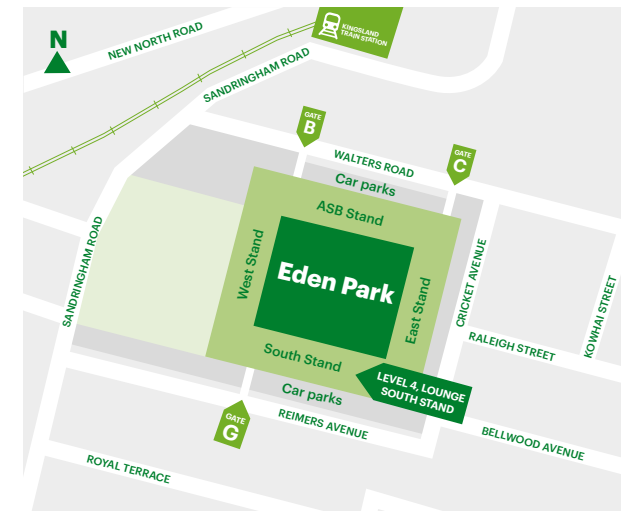 N
NEW NORTH ROAD
KINGSLAND
TRAIN STATION
SANDRINGHAM ROAD
GATE
B
WALTERS ROAD
GATE
C
Car parks
ASB Stand
West Stand
Eden Park
East Stand
CRICKET AVENUE
SANDRINGHAM ROAD
KOWHAI STREET
RALEIGH STREET
South Stand
LEVEL 4, LOUNGE
SOUTH STAND
Car parks
GATE
G
REIMERS AVENUE
BELLWOOD AVENUE
ROYAL TERRACE